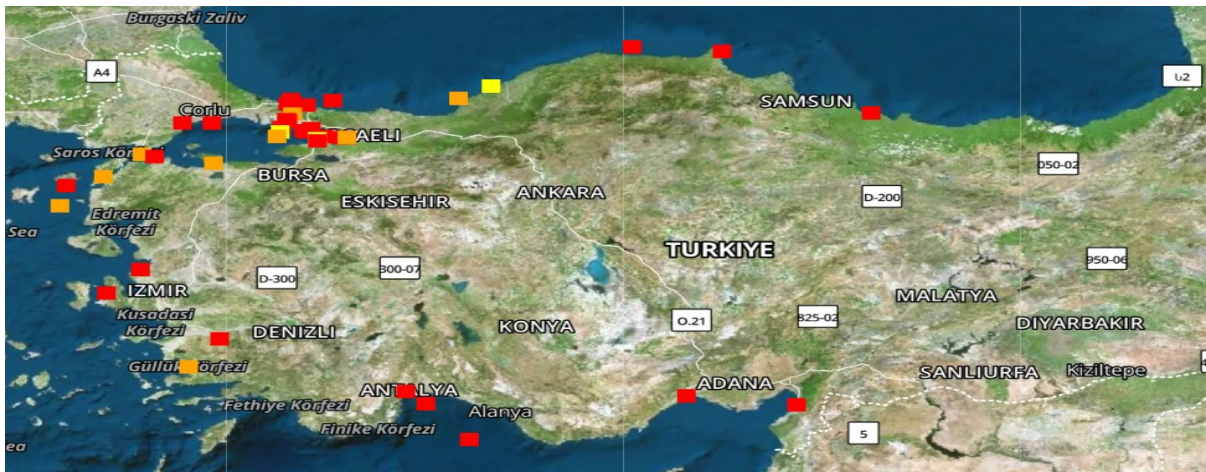 Burgaski Zaliv
A4
Corlu
SAMSUN
AELI
Saros Körfezi
050-02
BURSA
ANKARA
D-200
ESKISEHIR
Edremit
Körfezi
Sea
TURKIYE
950-06
300-07
D-300
IZMIR
MALATYA
Kusadasi
Körfezi
KONYA
O.21
825-02
DIYARBAKIR
DENIZLI
Güllük Körfezi
SANLIURFA
Kiziltepe
ADANA
ANTALYA
Fethiye Körfezi
Alanya
Finike Körfezi
5
ea